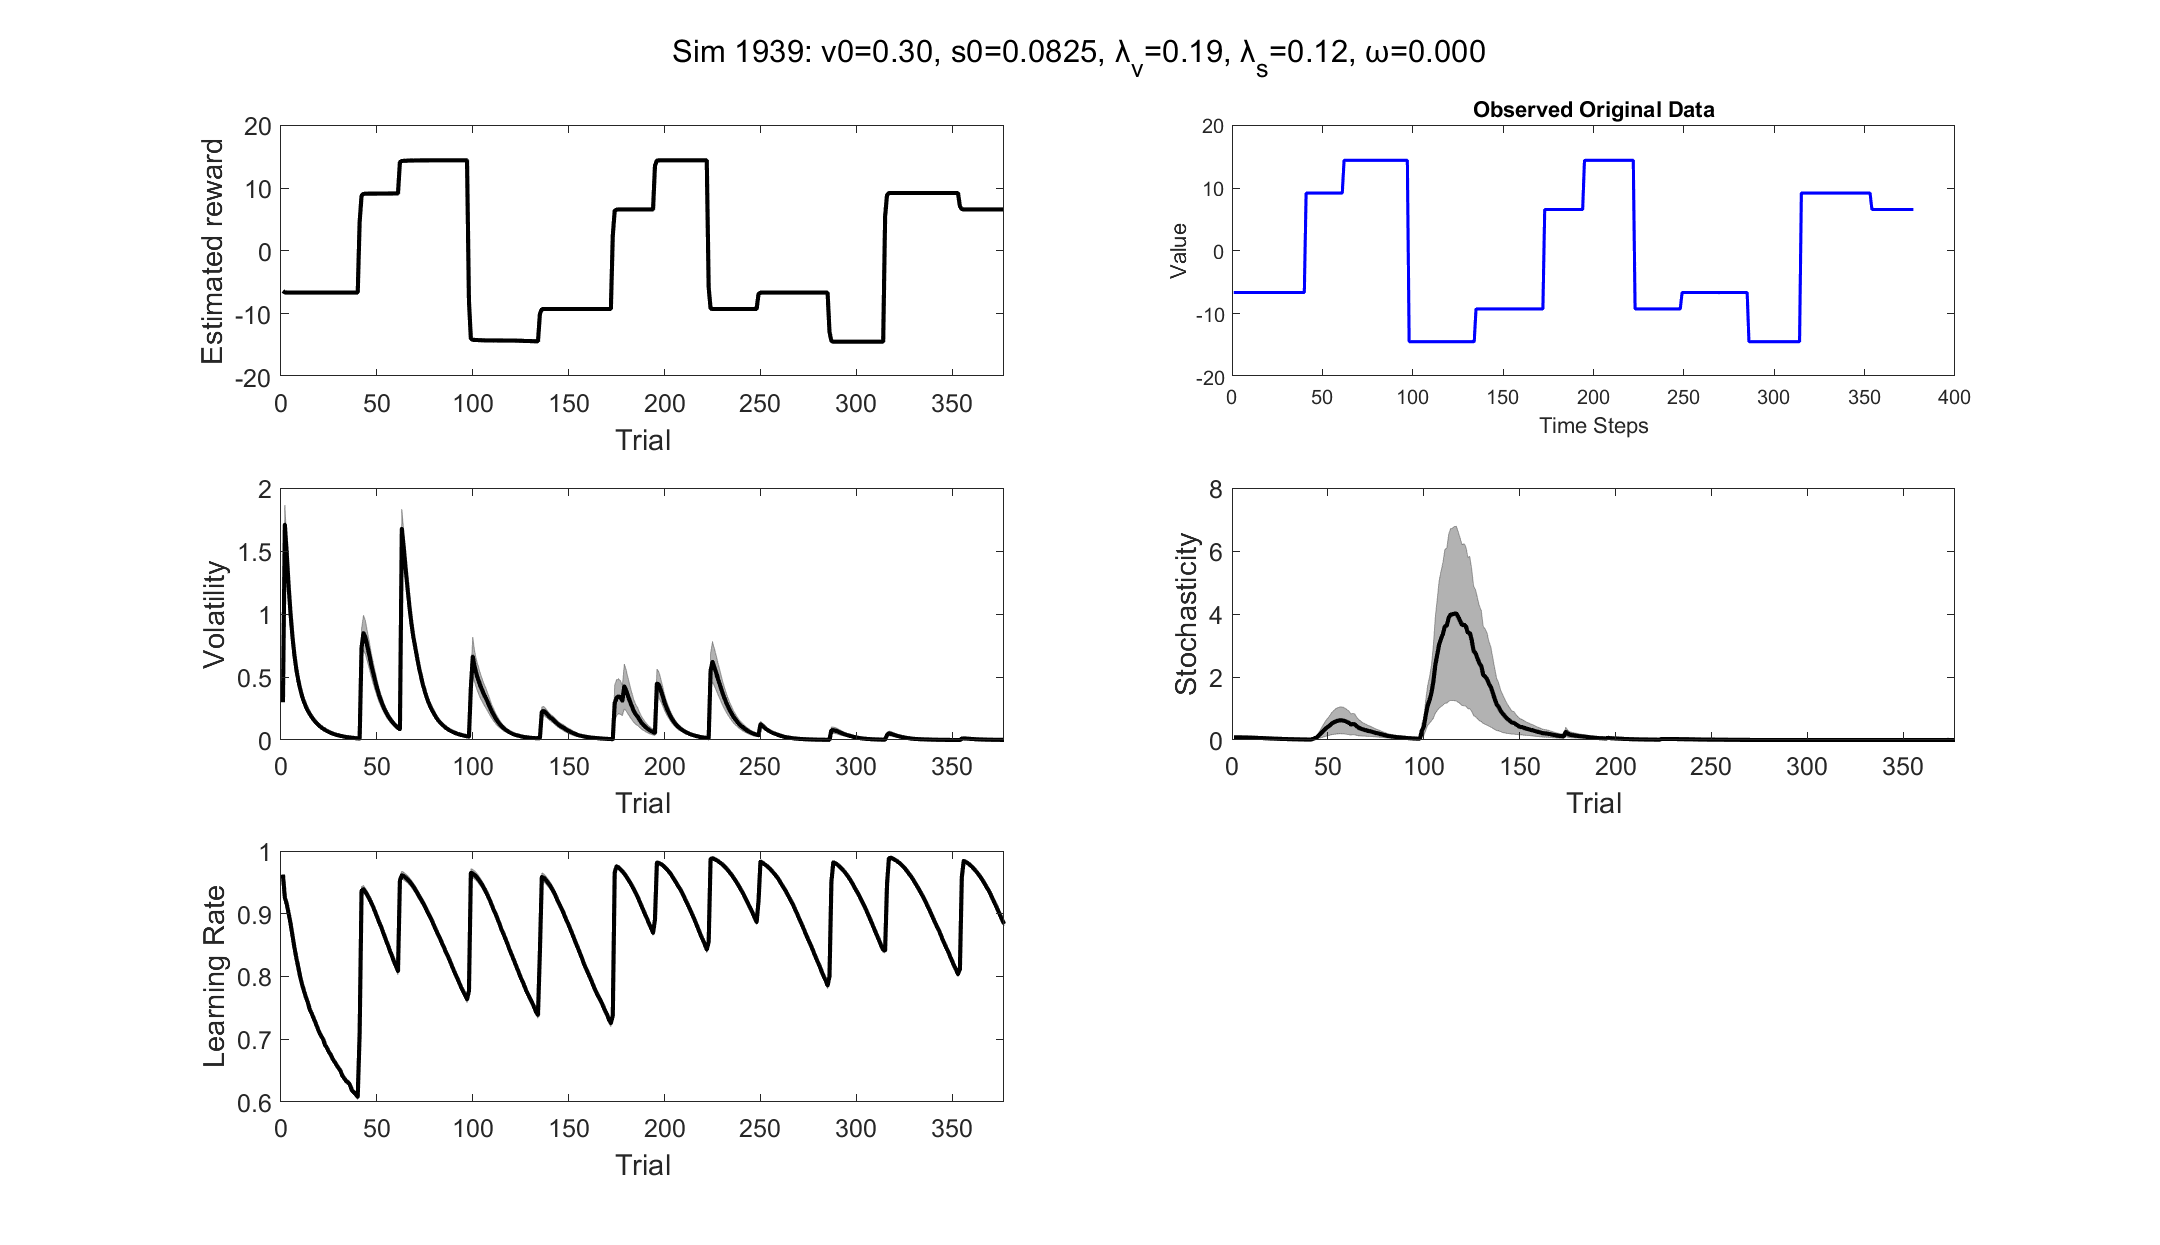 Sim 1939: v0=0.30, s0=0.0825, λv=0.19, λs=0.12, ω=0.000
20
10
0
-10
-20
Estimated reward
0 50 100 150 200 250 300 350
Trial
Observed Original Data
20
10
0
-10
-20
Value
0 50 100 150 200 250 300 350 400
Time Steps
2
1.5
1
0.5
0
Volatility
0 50 100 150 200 250 300 350
Trial
8
6
4
2
0
Stochasticity
0 50 100 150 200 250 300 350
Trial
1
0.9
0.8
0.7
0.6
Learning Rate
0 50 100 150 200 250 300 350
Trial